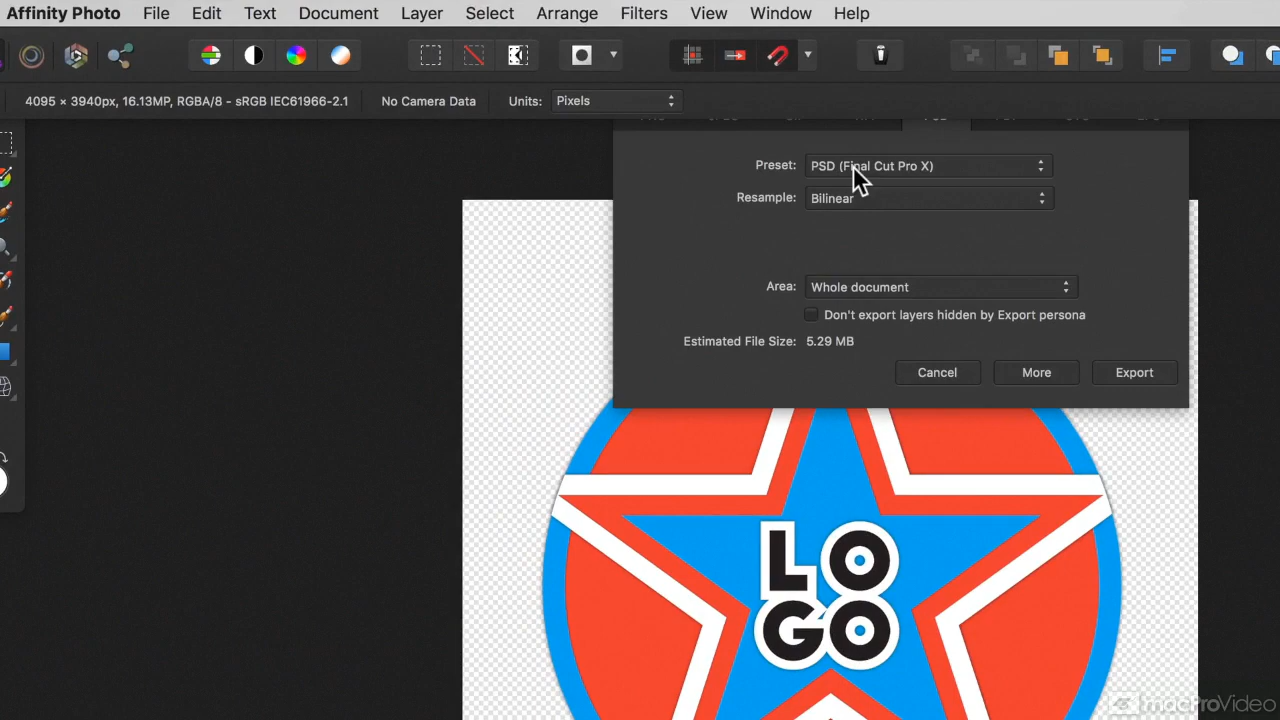 Affinity Photo File Edit Text Document Layer Select Arrange Filters View Window Help
4095 × 3940px, 16.13MP, RGBA/8 - sRGB IEC61966-2.1 No Camera Data Units: Pixels
Preset: PSD (Final Cut Pro X)
Resample: Bilinear
Area: Whole document
Don't export layers hidden by Export persona
Estimated File Size: 5.29 MB
Cancel More Export
LO
GO
macProVideo